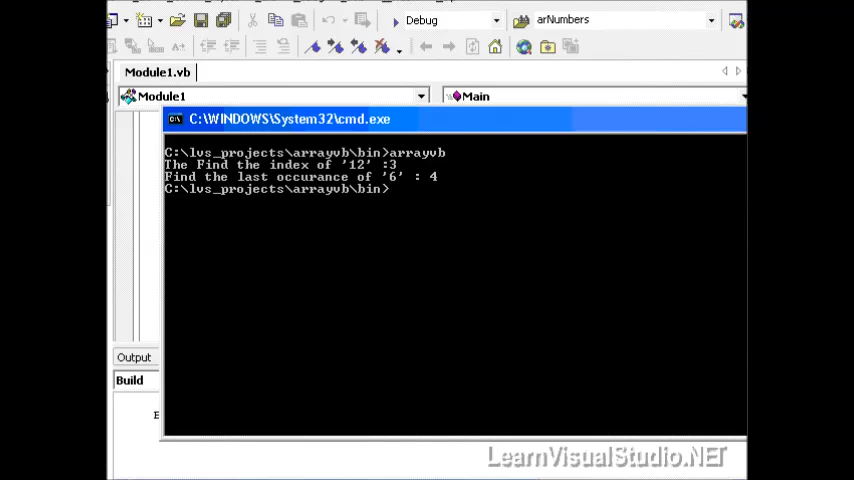 Debug arNumbers
Module1.vb
Module1 Main
C:\WINDOWS\System32\cmd.exe
C:\lvs_projects\arrayvb\bin>arrayvb
The Find the index of '12' :3
Find the last occurance of '6' : 4
C:\lvs_projects\arrayvb\bin>
Output
Build
LearnVisualStudio.NET